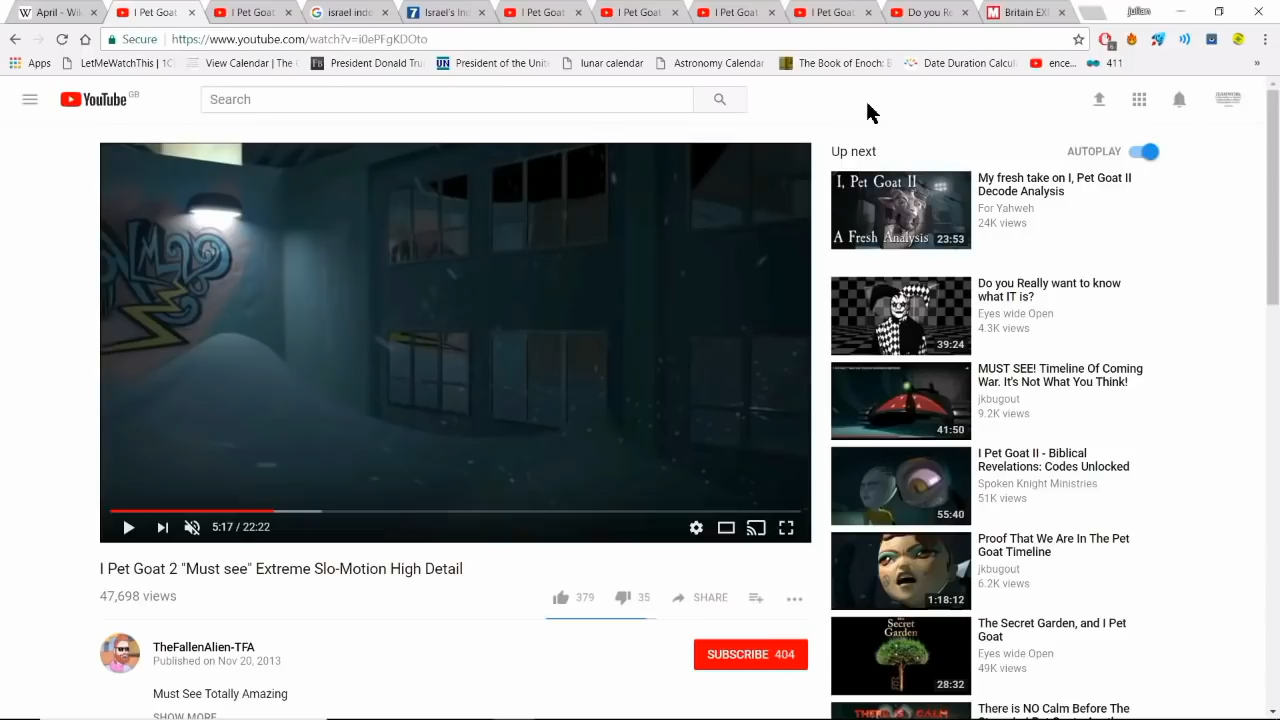 April - Wiki
I Pet Goat
I Pet Goat
israel inde
Israel's In
I Pet Goat
I Pet Goat
I Pet Goat
I Pet Goat
Do you Re
Britain EX
Secure
https://www.youtube.com/watch?v=i0ePFgKDOto
Apps
LetMeWatchThis | 1C
View Calendar | The
President Donald Tru
UN
President of the Unit
lunar calendar
Astronomy Calendar
The Book of Enoch:
Date Duration Calcul
ence...
411
»
YouTube GB
Search
Up next
AUTOPLAY
I, Pet Goat II
A Fresh Analysis
23:53
My fresh take on I, Pet Goat II
Decode Analysis
For Yahweh
24K views
39:24
Do you Really want to know
what IT is?
Eyes wide Open
4.3K views
41:50
MUST SEE! Timeline Of Coming
War. It's Not What You Think!
jkbugout
9.2K views
55:40
I Pet Goat II - Biblical
Revelations: Codes Unlocked
Spoken Knight Ministries
51K views
1:18:12
Proof That We Are In The Pet
Goat Timeline
jkbugout
6.2K views
Secret
Garden
28:32
The Secret Garden, and I Pet
Goat
Eyes wide Open
49K views
THERE IS CALM
There is NO Calm Before The
5:17 / 22:22
I Pet Goat 2 "Must see" Extreme Slo-Motion High Detail
47,698 views
379
35
SHARE
TFA
Published on Nov 20,
SUBSCRIBE 404
Must See
SHOW MORE